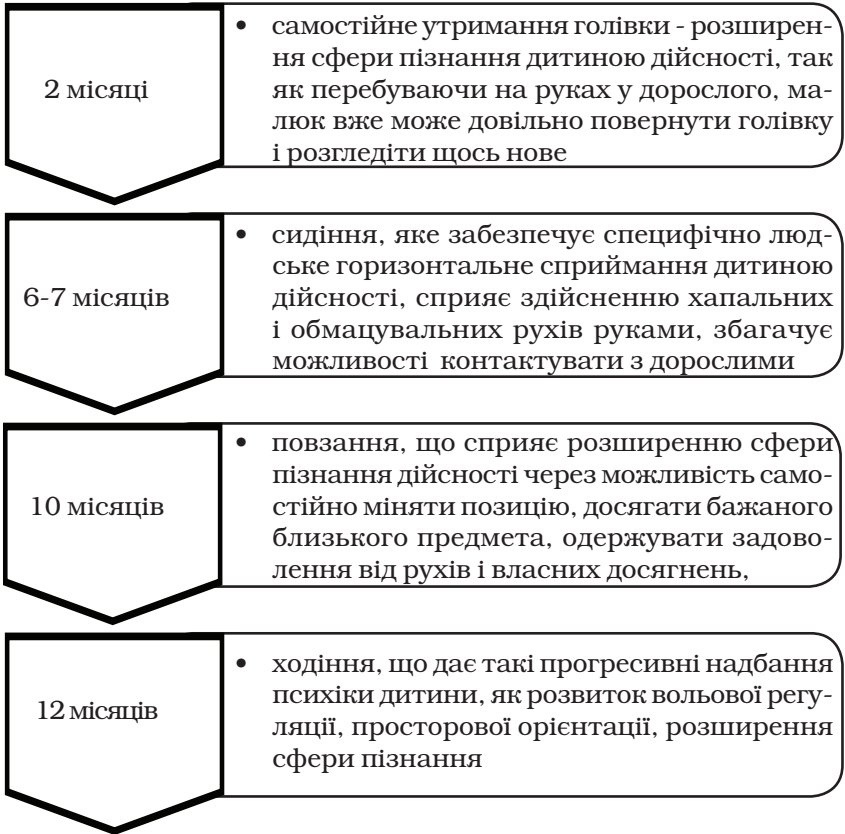 2 місяці
• самостійне утримання голівки - розширен-
ня сфери пізнання дитиною дійсності, так
як перебуваючи на руках у дорослого, ма-
люк вже може довільно повернути голівку
і розгледіти щось нове
6-7 місяців
• сидіння, яке забезпечує специфічно люд-
ське горизонтальне сприймання дитиною
дійсності, сприяє здійсненню хапальних
і обмацувальних рухів руками, збагачує
можливості контактувати з дорослими
10 місяців
• повзання, що сприяє розширенню сфери
пізнання дійсності через можливість само-
стійно міняти позицію, досягати бажаного
близького предмета, одержувати задово-
лення від рухів і власних досягнень,
12 місяців
• ходіння, що дає такі прогресивні надбання
психіки дитини, як розвиток вольової регу-
ляції, просторової орієнтації, розширення
сфери пізнання